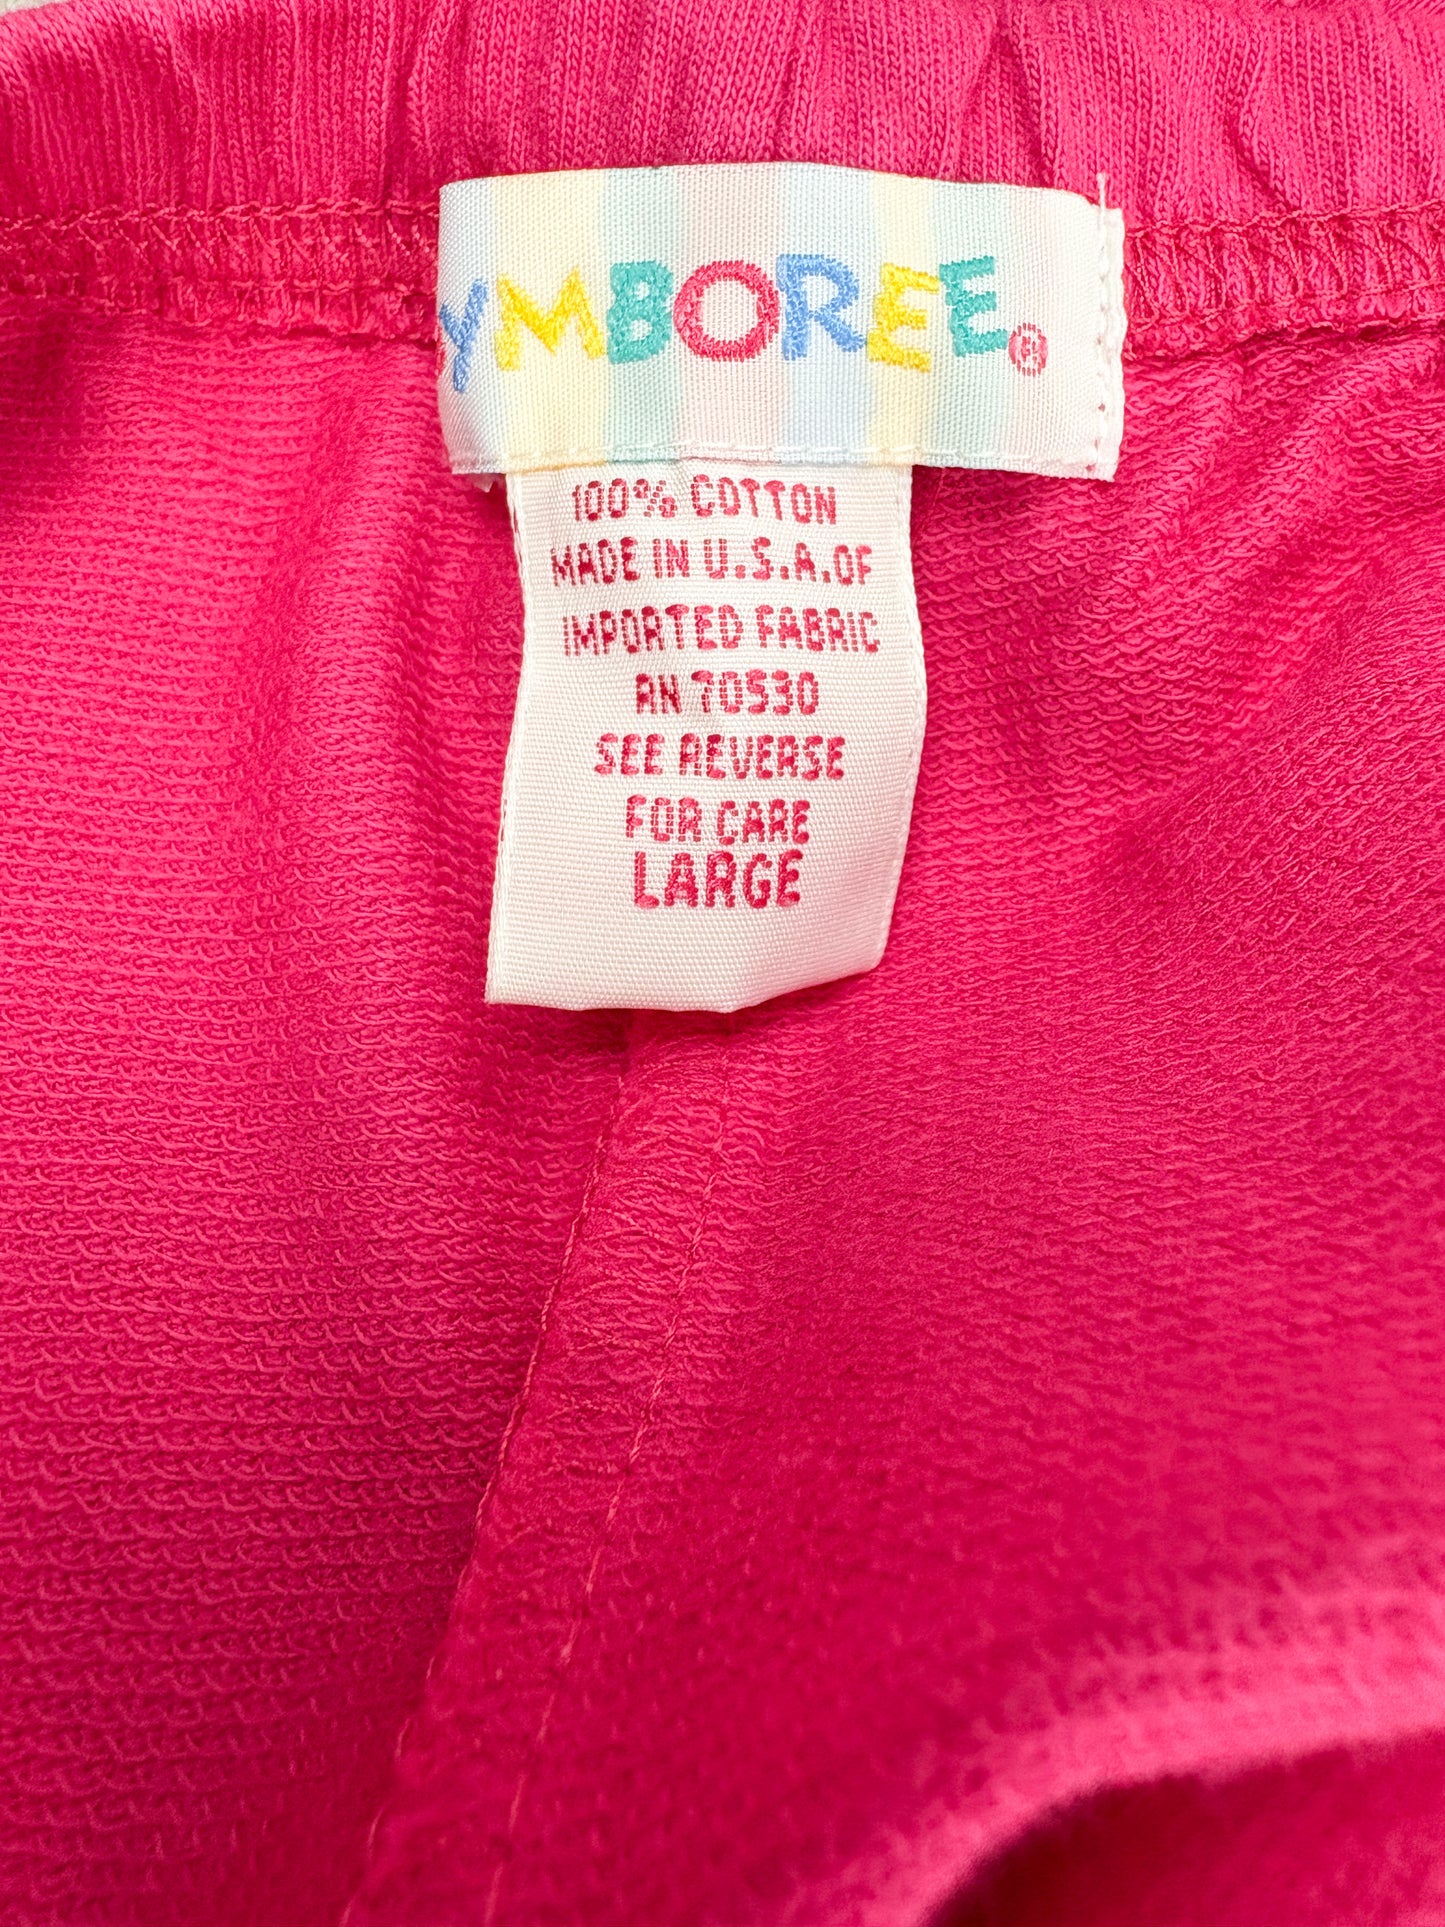 YMBOREE®
100% COTTON
MADE IN U.S.A. OF
IMPORTED FABRIC
RN 70530
SEE REVERSE
FOR CARE
LARGE